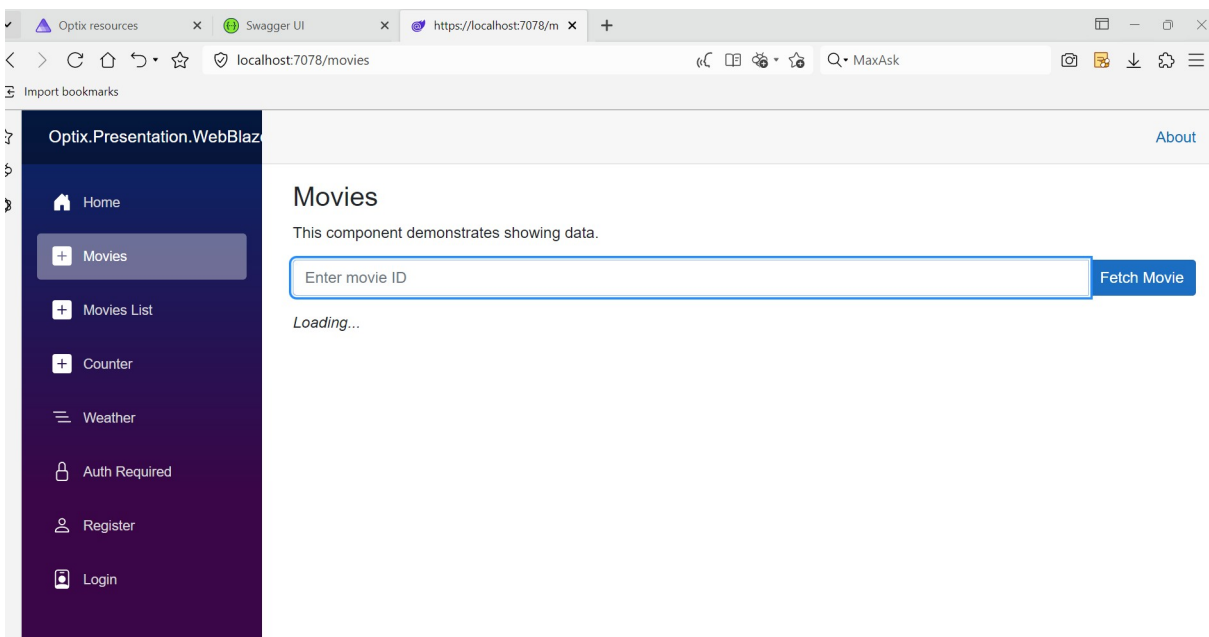 Optix resources
Swagger UI
https://localhost:7078/m
localhost:7078/movies
MaxAsk
Import bookmarks
Optix.Presentation.WebBlaz
About
Home
Movies
Movies List
Counter
Weather
Auth Required
Register
Login
Movies
This component demonstrates showing data.
Enter movie ID
Fetch Movie
Loading...